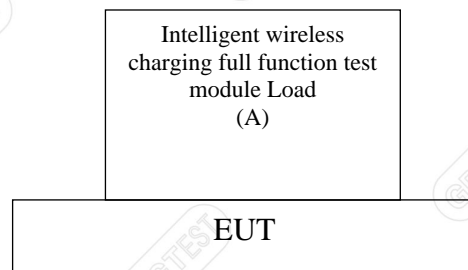 Intelligent wireless
charging full function test
module Load
(A)
EUT